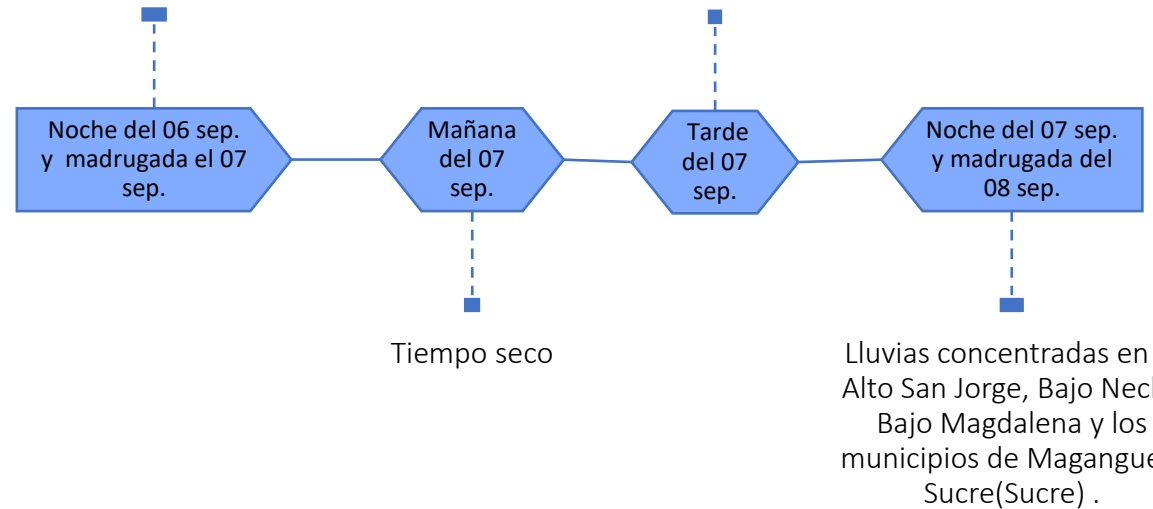 Noche del 06 sep.
y madrugada el 07
sep.
Mañana
del 07
sep.
Tarde
del 07
sep.
Noche del 07 sep.
y madrugada del
08 sep.
Tiempo seco
Lluvias concentradas en
Alto San Jorge, Bajo
Bajo Magdalena y los
municipios de
Sucre(Sucre) .